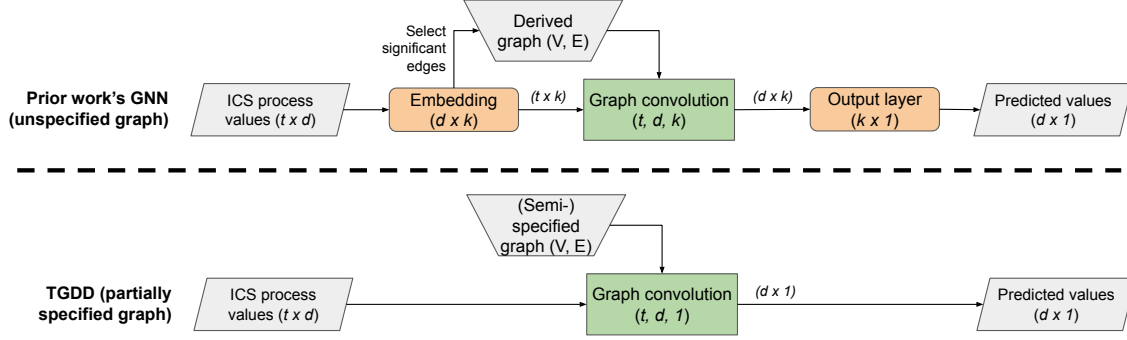 Select
significant
edges
Derived
graph (V, E)
Prior work's GNN
(unspecified graph)
ICS process
values (t x d)
Embedding
(d x k)
(t x k)
Graph convolution
(t, d, k)
(d x k)
Output layer
(k x 1)
Predicted values
(d x 1)
(Semi-)
specified
graph (V, E)
TGDD (partially
specified graph)
ICS process
values (t x d)
Graph convolution
(t, d, 1)
(d x 1)
Predicted values
(d x 1)